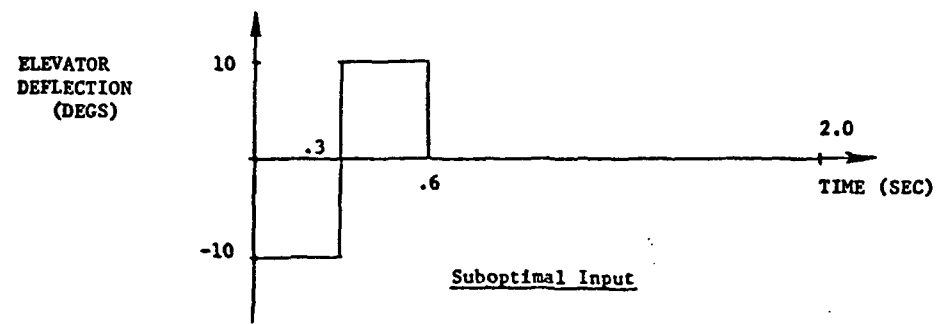 ELEVATOR
DEFLECTION
(DEGS)
10
.3
.6
2.0
TIME (SEC)
-10
Suboptimal Input